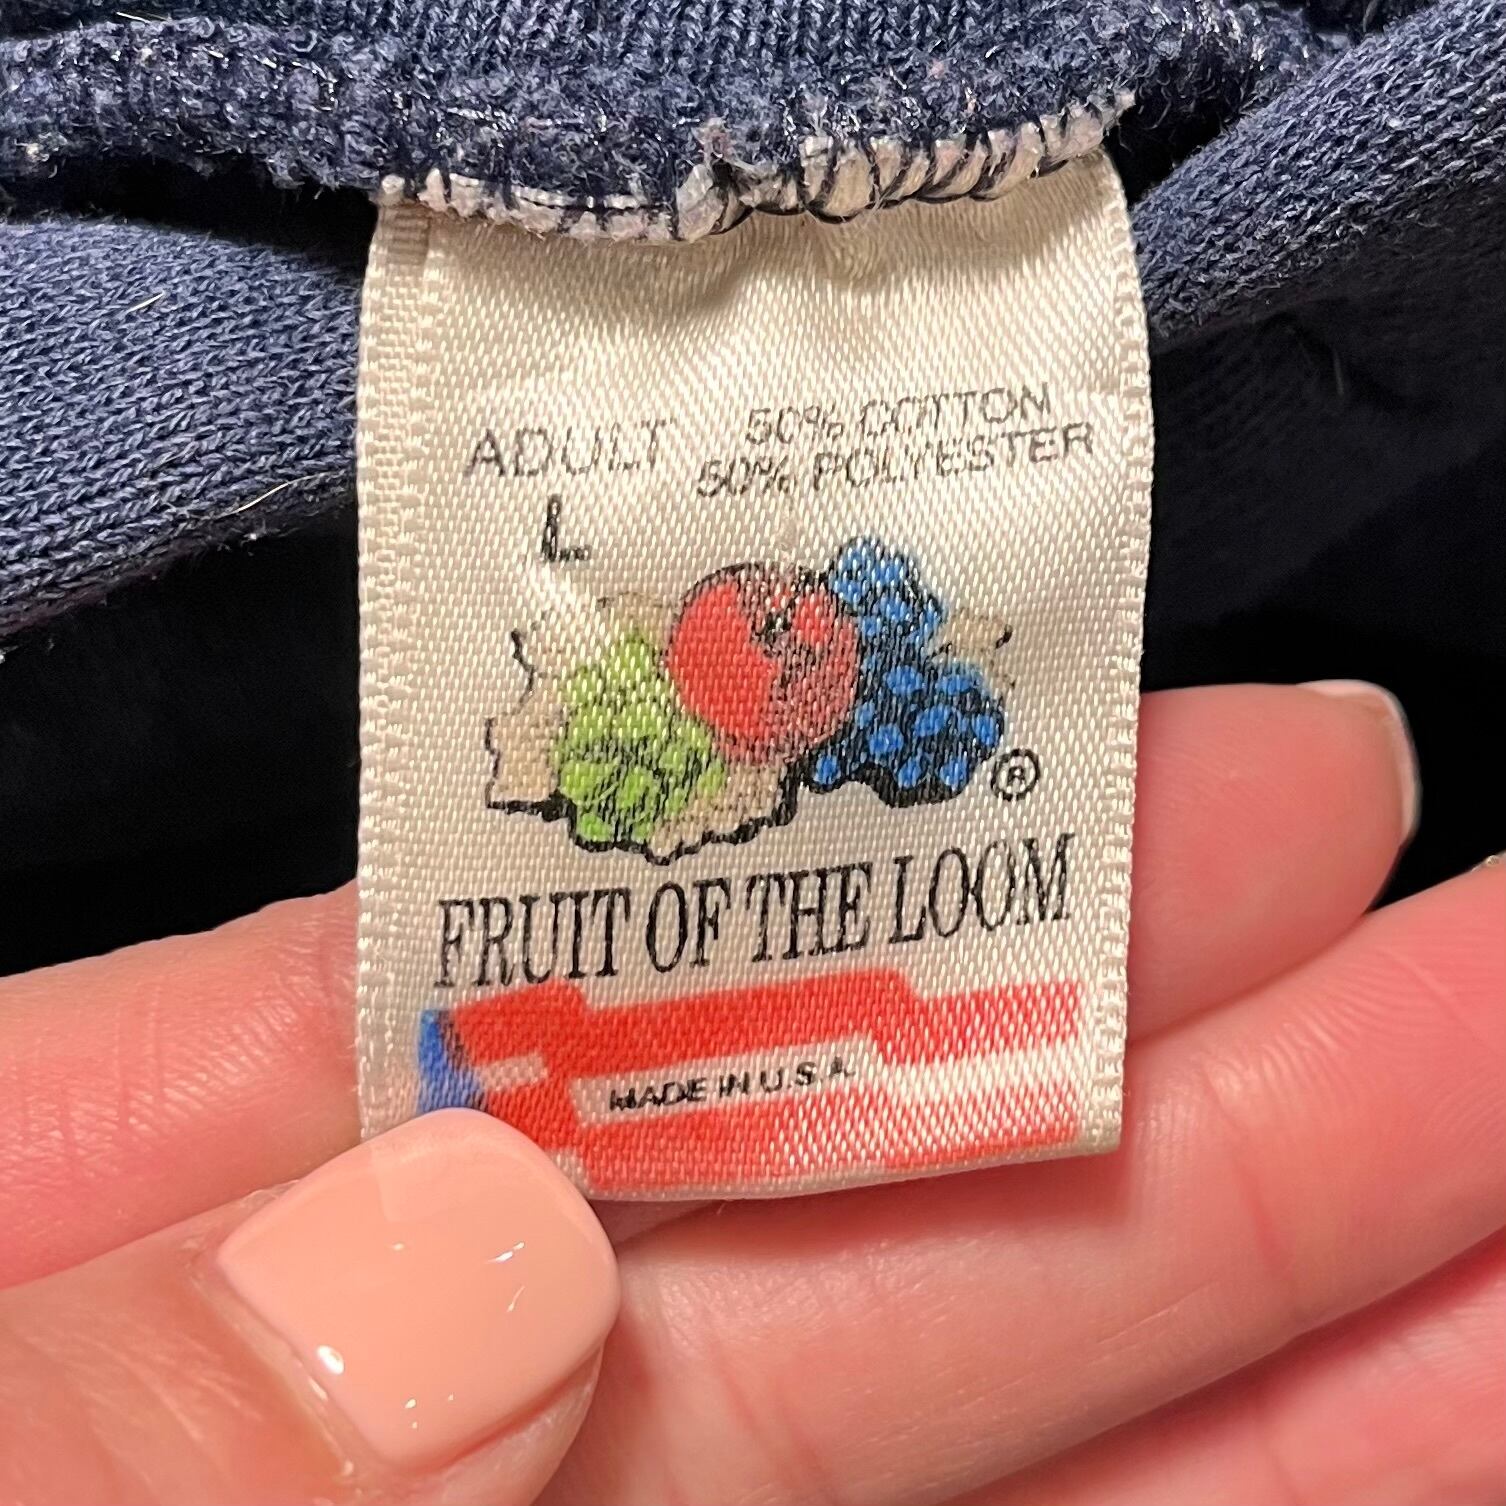 ADULT
L
50% COTTON
50% POLYESTER
®
FRUIT OF THE LOOM
MADE IN U.S.A.